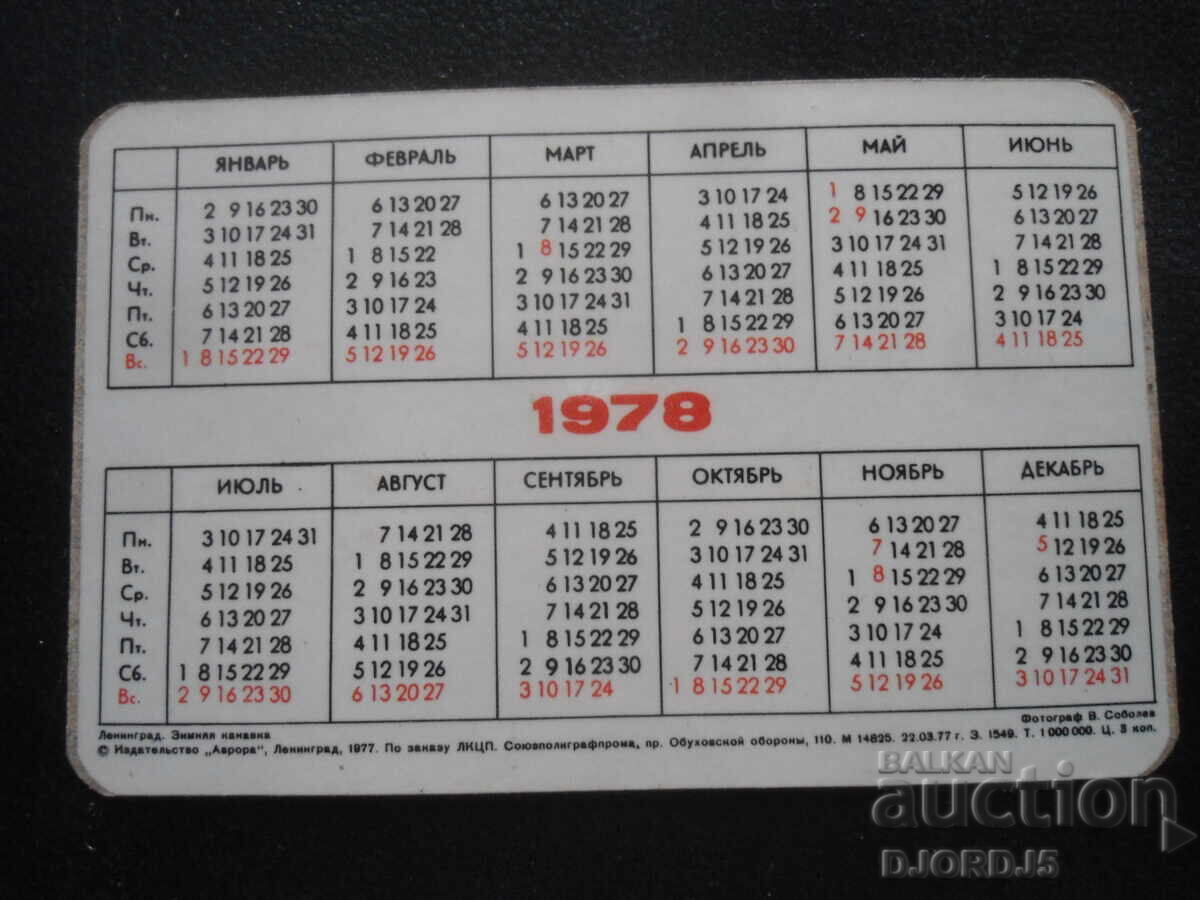 ЯНВАРЬ ФЕВРАЛЬ МАРТ АПРЕЛЬ МАЙ ИЮНЬ
Пн. 2 9 16 23 30 6 13 20 27 6 13 20 27 3 10 17 24 1 8 15 22 29 5 12 19 26
Вт. 3 10 17 24 31 7 14 21 28 7 14 21 28 4 11 18 25 2 9 16 23 30 6 13 20 27
Ср. 4 11 18 25 1 8 15 22 1 8 15 22 29 5 12 19 26 3 10 17 24 31 7 14 21 28
Чт. 5 12 19 26 2 9 16 23 2 9 16 23 30 6 13 20 27 4 11 18 25 1 8 15 22 29
Пт. 6 13 20 27 3 10 17 24 3 10 17 24 31 7 14 21 28 5 12 19 26 2 9 16 23 30
Сб. 7 14 21 28 4 11 18 25 4 11 18 25 1 8 15 22 29 6 13 20 27 3 10 17 24
Вс. 1 8 15 22 29 5 12 19 26 5 12 19 26 2 9 16 23 30 7 14 21 28 4 11 18 25
1978
ИЮЛЬ АВГУСТ СЕНТЯБРЬ ОКТЯБРЬ НОЯБРЬ ДЕКАБРЬ
Пн. 3 10 17 24 31 7 14 21 28 4 11 18 25 2 9 16 23 30 6 13 20 27 4 11 18 25
Вт. 4 11 18 25 1 8 15 22 29 5 12 19 26 3 10 17 24 31 7 14 21 28 5 12 19 26
Ср. 5 12 19 26 2 9 16 23 30 6 13 20 27 4 11 18 25 1 8 15 22 29 6 13 20 27
Чт. 6 13 20 27 3 10 17 24 31 7 14 21 28 5 12 19 26 2 9 16 23 30 7 14 21 28
Пт. 7 14 21 28 4 11 18 25 1 8 15 22 29 6 13 20 27 3 10 17 24 1 8 15 22 29
Сб. 1 8 15 22 29 5 12 19 26 2 9 16 23 30 7 14 21 28 4 11 18 25 2 9 16 23 30
Вс. 2 9 16 23 30 6 13 20 27 3 10 17 24 1 8 15 22 29 5 12 19 26 3 10 17 24 31
Ленинград. Зимняя канавка Фотограф В. Соболев
© Издательство „Аврора“, Ленинград, 1977. По заказу ЛКЦП. Союзполиграфпрома, пр. Обуховской обороны, 110. М 14825. 22.03.77 г. З. 1549. Т. 1 000 000. Ц. 3 коп.
BALKAN
auction
DJORDJ5